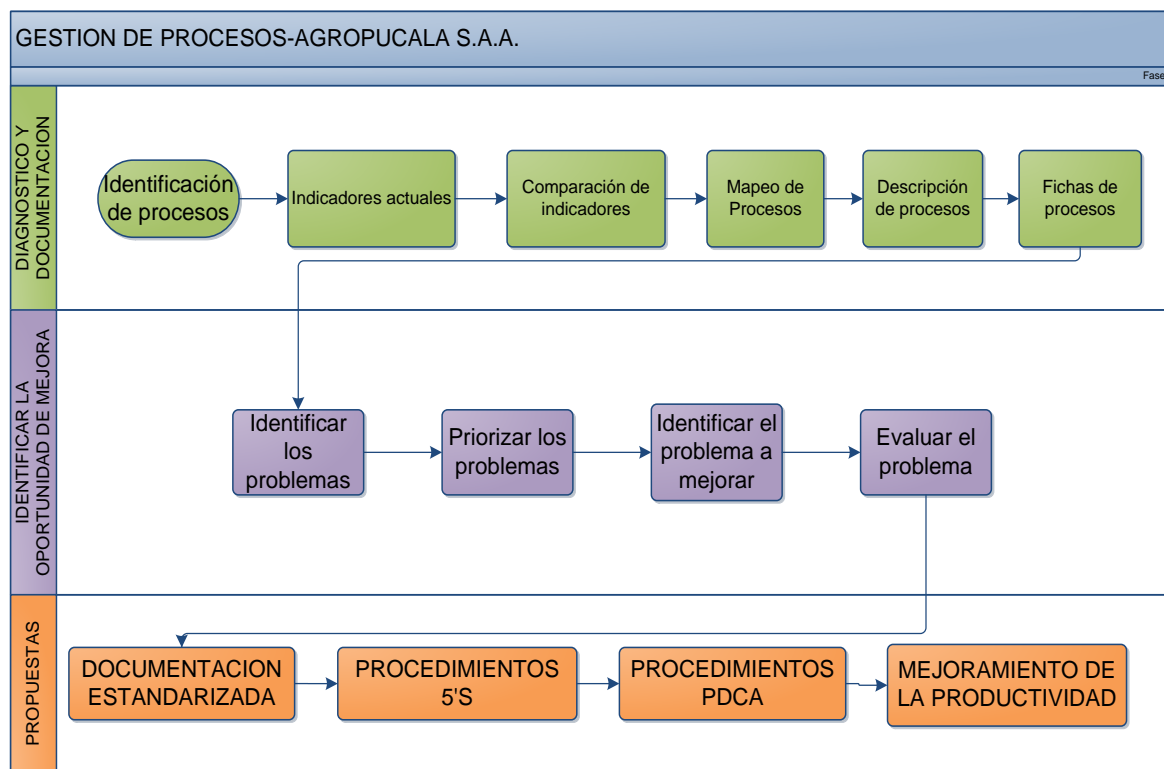 GESTION DE PROCESOS-AGROPUCALA S.A.A.
Fase
DIAGNOSTICO Y
DOCUMENTACION
Identificación
de procesos
Indicadores actuales
Comparación de
indicadores
Mapeo de
Procesos
Descripción
de procesos
Fichas de
procesos
IDENTIFICAR LA
OPORTUNIDAD DE MEJORA
Identificar
los
problemas
Priorizar los
problemas
Identificar el
problema a
mejorar
Evaluar el
problema
PROPUESTAS
DOCUMENTACION
ESTANDARIZADA
PROCEDIMIENTOS
5'S
PROCEDIMIENTOS
PDCA
MEJORAMIENTO DE
LA PRODUCTIVIDAD